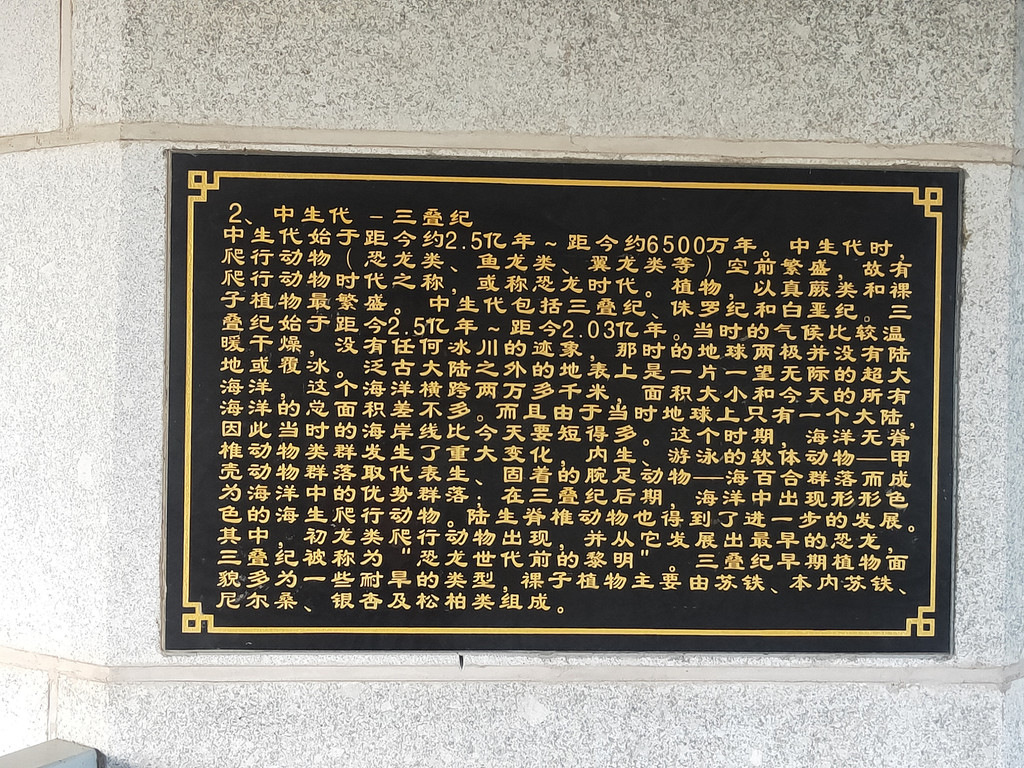 2、中生代 －三叠纪
中生代始于距今约2.5亿年～距今约6500万年。中生代时，
爬行动物（恐龙类、鱼龙类、翼龙类等）空前繁盛，故有
爬行动物时代之称，或称恐龙时代。植物，以真蕨类和裸
子植物最繁盛。 中生代包括三叠纪、侏罗纪和白垩纪。三
叠纪始于距今2.5亿年～距今2.03亿年。当时的气候比较温
暖干燥，没有任何冰川的迹象，那时的地球两极并没有陆
地或覆冰。泛古大陆之外的地表上是一片一望无际的超大
海洋，这个海洋横跨两万多千米，面积大小和今天的所有
海洋的总面积差不多。而且由于当时地球上只有一个大陆，
因此当时的海岸线比今天要短得多。这个时期，海洋无脊
椎动物类群发生了重大变化，内生、游泳的软体动物—甲
壳动物群落取代表生、固着的腕足动物—海百合群落而成
为海洋中的优势群落；在三叠纪后期，海洋中出现形形色
色的海生爬行动物。陆生脊椎动物也得到了进一步的发展。
其中，初龙类爬行动物出现，并从它发展出最早的恐龙，
三叠纪被称为"恐龙世代前的黎明"。三叠纪早期植物面
貌多为一些耐旱的类型，裸子植物主要由苏铁、本内苏铁、
尼尔桑、银杏及松柏类组成。